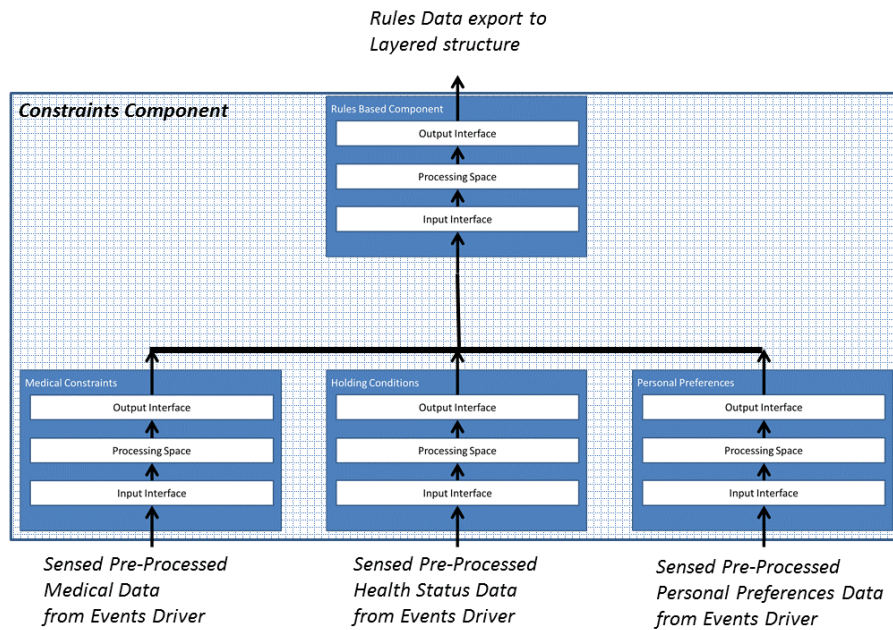 Rules Data export to
Layered structure
Constraints Component
Rules Based Component
Output Interface
Processing Space
Input Interface
Medical Constraints
Output Interface
Processing Space
Input Interface
Holding Conditions
Output Interface
Processing Space
Input Interface
Personal Preferences
Output Interface
Processing Space
Input Interface
Sensed Pre-Processed
Medical Data
from Events Driver
Sensed Pre-Processed
Health Status Data
from Events Driver
Sensed Pre-Processed
Personal Preferences Data
from Events Driver